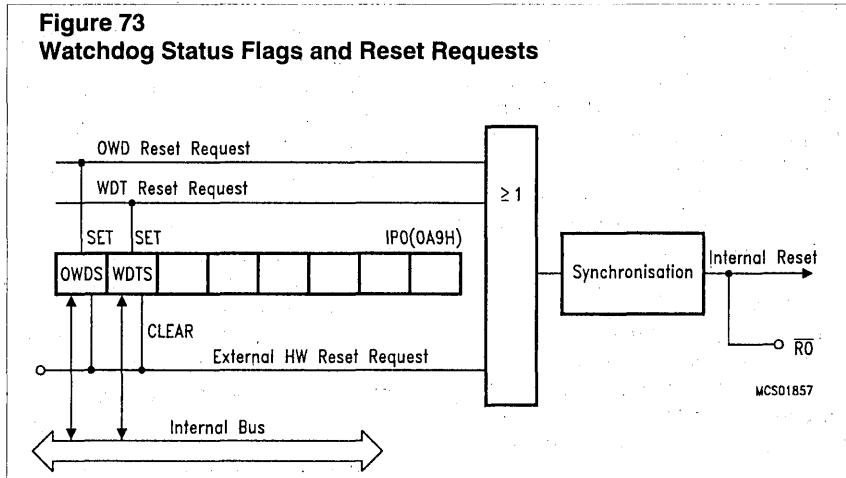 Figure 73
Watchdog Status Flags and Reset Requests
OWD Reset Request
WDT Reset Request
≥ 1
SET SET IP0(0A9H)
OWDS WDTS
Synchronisation
Internal Reset
CLEAR
External HW Reset Request
RO
MCS01857
Internal Bus